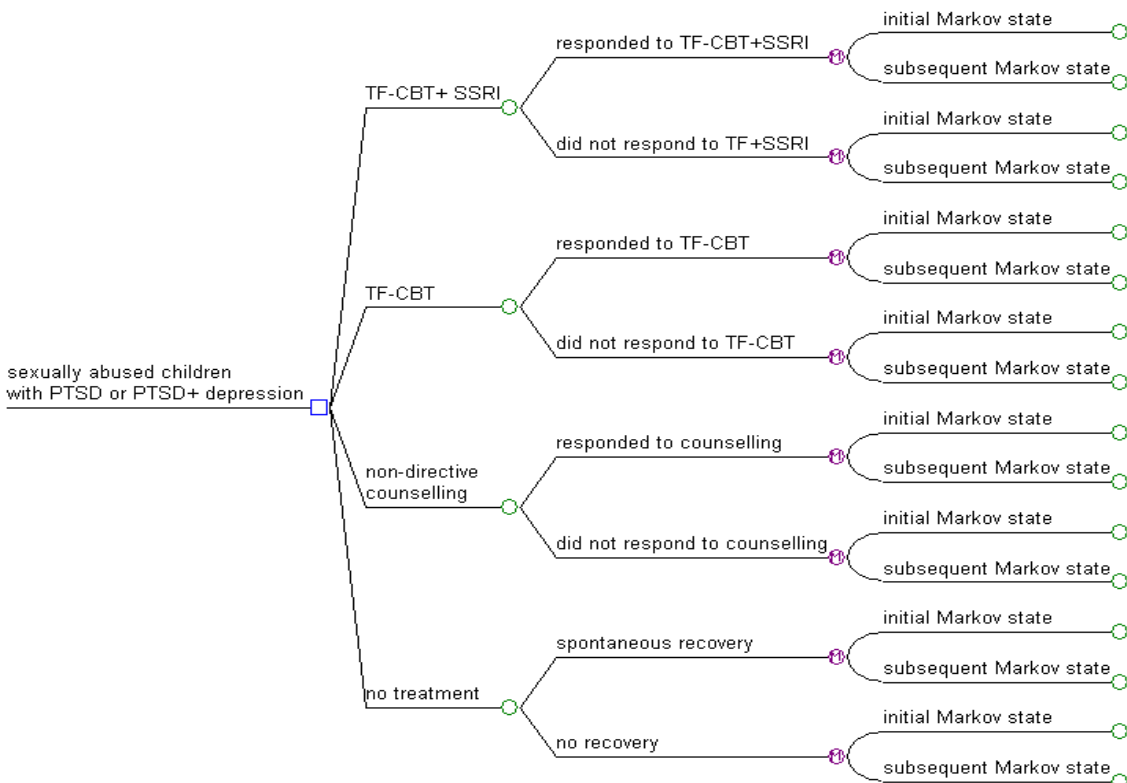 initial Markov state
responded to TF-CBT+SSRI
subsequent Markov state
TF-CBT+ SSRI
initial Markov state
did not respond to TF+SSRI
subsequent Markov state
initial Markov state
responded to TF-CBT
subsequent Markov state
TF-CBT
initial Markov state
did not respond to TF-CBT
subsequent Markov state
sexually abused children
with PTSD or PTSD+ depression
initial Markov state
responded to counselling
subsequent Markov state
non-directive
counselling
initial Markov state
did not respond to counselling
subsequent Markov state
initial Markov state
spontaneous recovery
subsequent Markov state
no treatment
initial Markov state
no recovery
subsequent Markov state